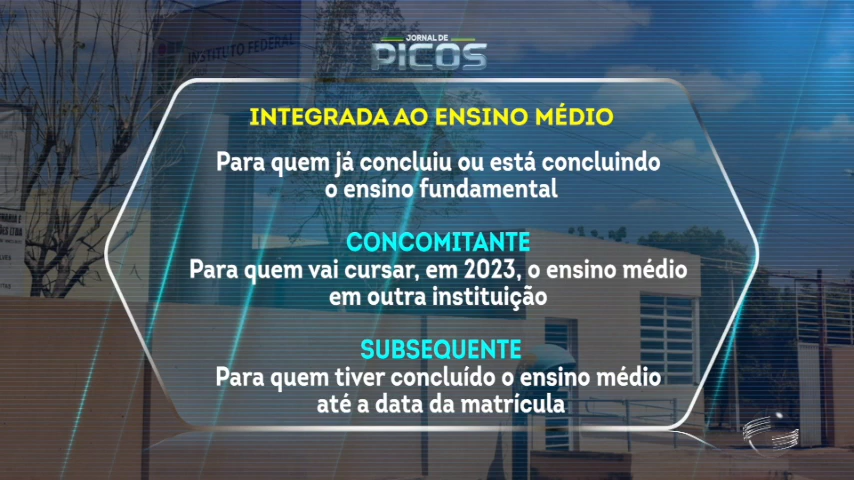 INSTITUTO FEDERAL
JORNAL DE
PICOS
INTEGRADA AO ENSINO MÉDIO
Para quem já concluiu ou está concluindo
o ensino fundamental
CONCOMITANTE
Para quem vai cursar, em 2023, o ensino médio
em outra instituição
SUBSEQUENTE
Para quem tiver concluído o ensino médio
até a data da matrícula